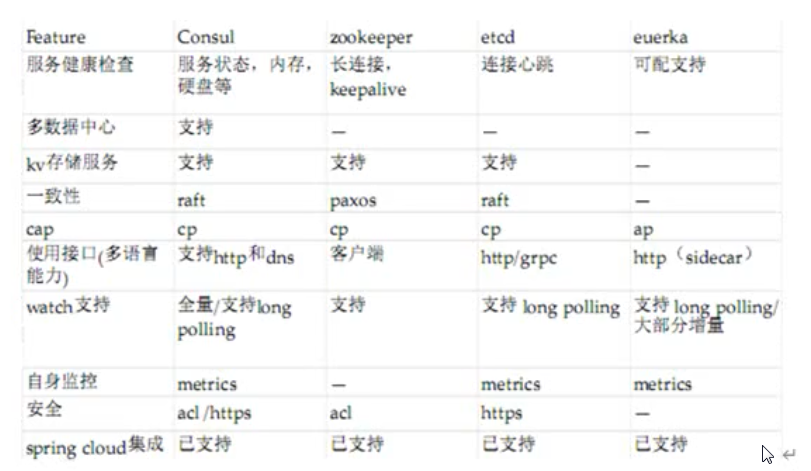 Feature Consul zookeeper etcd euerka
服务健康检查 服务状态，内存，硬盘等 长连接，keepalive 连接心跳 可配支持
多数据中心 支持 — — —
kv存储服务 支持 支持 支持 —
一致性 raft paxos raft —
cap cp cp cp ap
使用接口(多语言能力) 支持http和dns 客户端 http/grpc http（sidecar）
watch支持 全量/支持long polling 支持 支持 long polling 支持 long polling/大部分增量
自身监控 metrics — metrics metrics
安全 acl /https acl https —
spring cloud集成 已支持 已支持 已支持 已支持